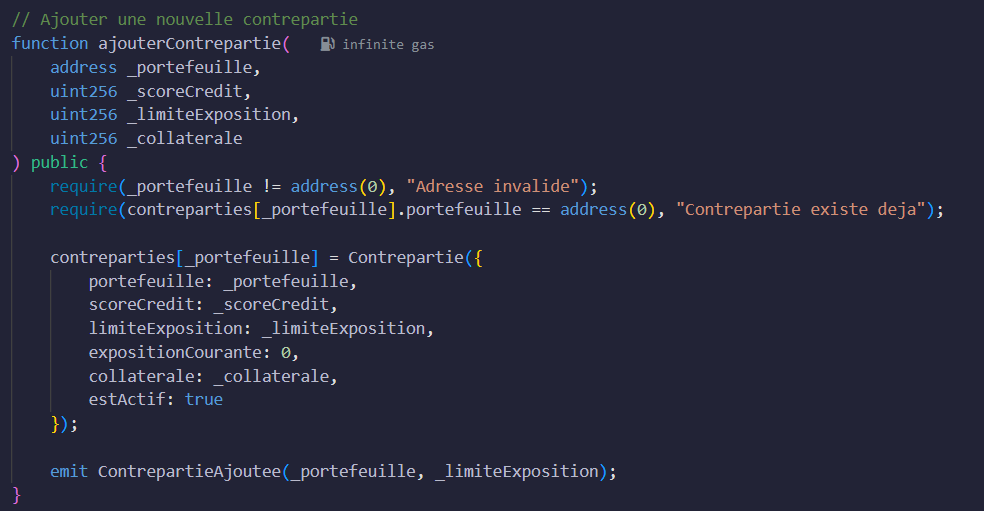 // Ajouter une nouvelle contrepartie
function ajouterContrepartie( infinite gas
address _portefeuille,
uint256 _scoreCredit,
uint256 _limiteExposition,
uint256 _collaterale
) public {
require(_portefeuille != address(0), "Adresse invalide");
require(contreparties[_portefeuille].portefeuille == address(0), "Contrepartie existe deja");
contreparties[_portefeuille] = Contrepartie({
portefeuille: _portefeuille,
scoreCredit: _scoreCredit,
limiteExposition: _limiteExposition,
expositionCourante: 0,
collaterale: _collaterale,
estActif: true
});
emit ContrepartieAjoutee(_portefeuille, _limiteExposition);
}